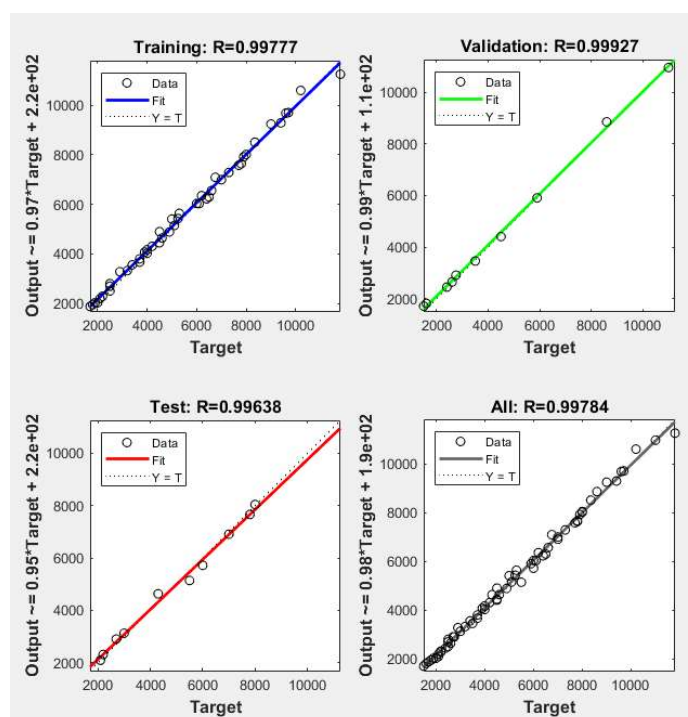 Training: R=0.99777
Output ~= 0.97*Target + 2.2e+02
Data
Fit
Y = T
10000
8000
6000
4000
2000
2000 4000 6000 8000 10000
Target
Validation: R=0.99927
Output ~= 0.99*Target + 1.1e+02
Data
Fit
Y = T
10000
8000
6000
4000
2000
2000 4000 6000 8000 10000
Target
Test: R=0.99638
Output ~= 0.95*Target + 2.2e+02
Data
Fit
Y = T
10000
8000
6000
4000
2000
2000 4000 6000 8000 10000
Target
All: R=0.99784
Output ~= 0.98*Target + 1.9e+02
Data
Fit
Y = T
10000
8000
6000
4000
2000
2000 4000 6000 8000 10000
Target